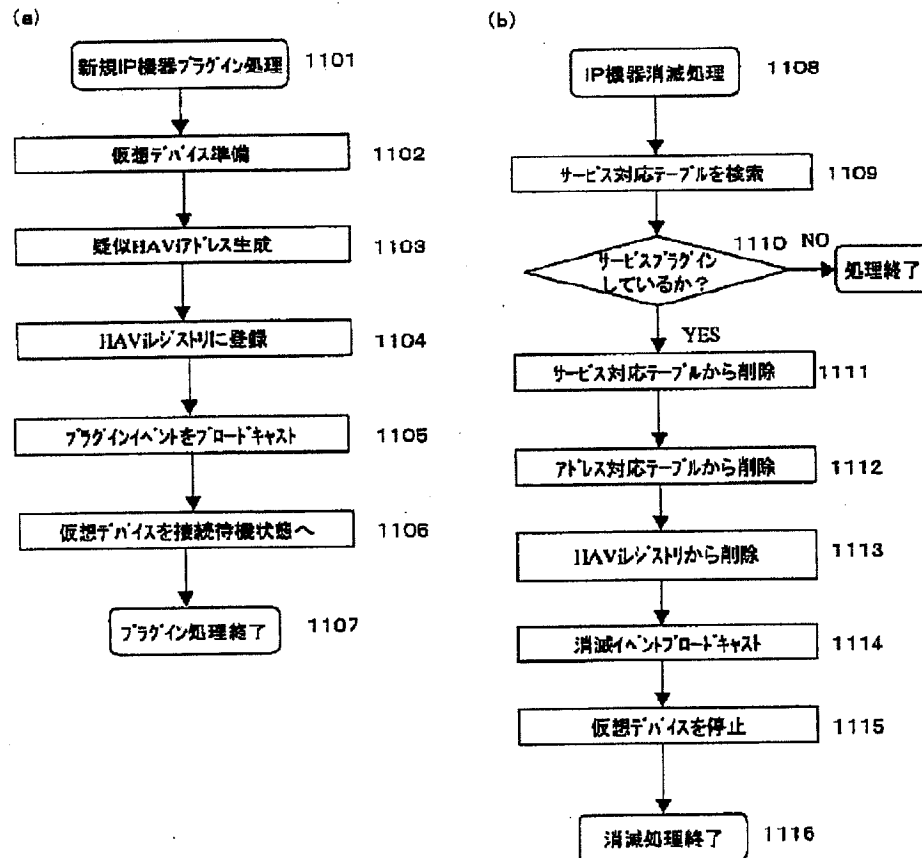 (a)
新規IP機器プラグイン処理 1101
仮想デバイス準備 1102
疑似HAViアドレス生成 1103
HAViレジストリに登録 1104
プラグインイベントをブロードキャスト 1105
仮想デバイスを接続待機状態へ 1106
プラグイン処理終了 1107
(b)
IP機器消滅処理 1108
サービス対応テーブルを検索 1109
サービスプラグイン
しているか？
1110 NO
処理終了
YES
サービス対応テーブルから削除 1111
アドレス対応テーブルから削除 1112
HAViレジストリから削除 1113
消滅イベントブロードキャスト 1114
仮想デバイスを停止 1115
消滅処理終了 1116